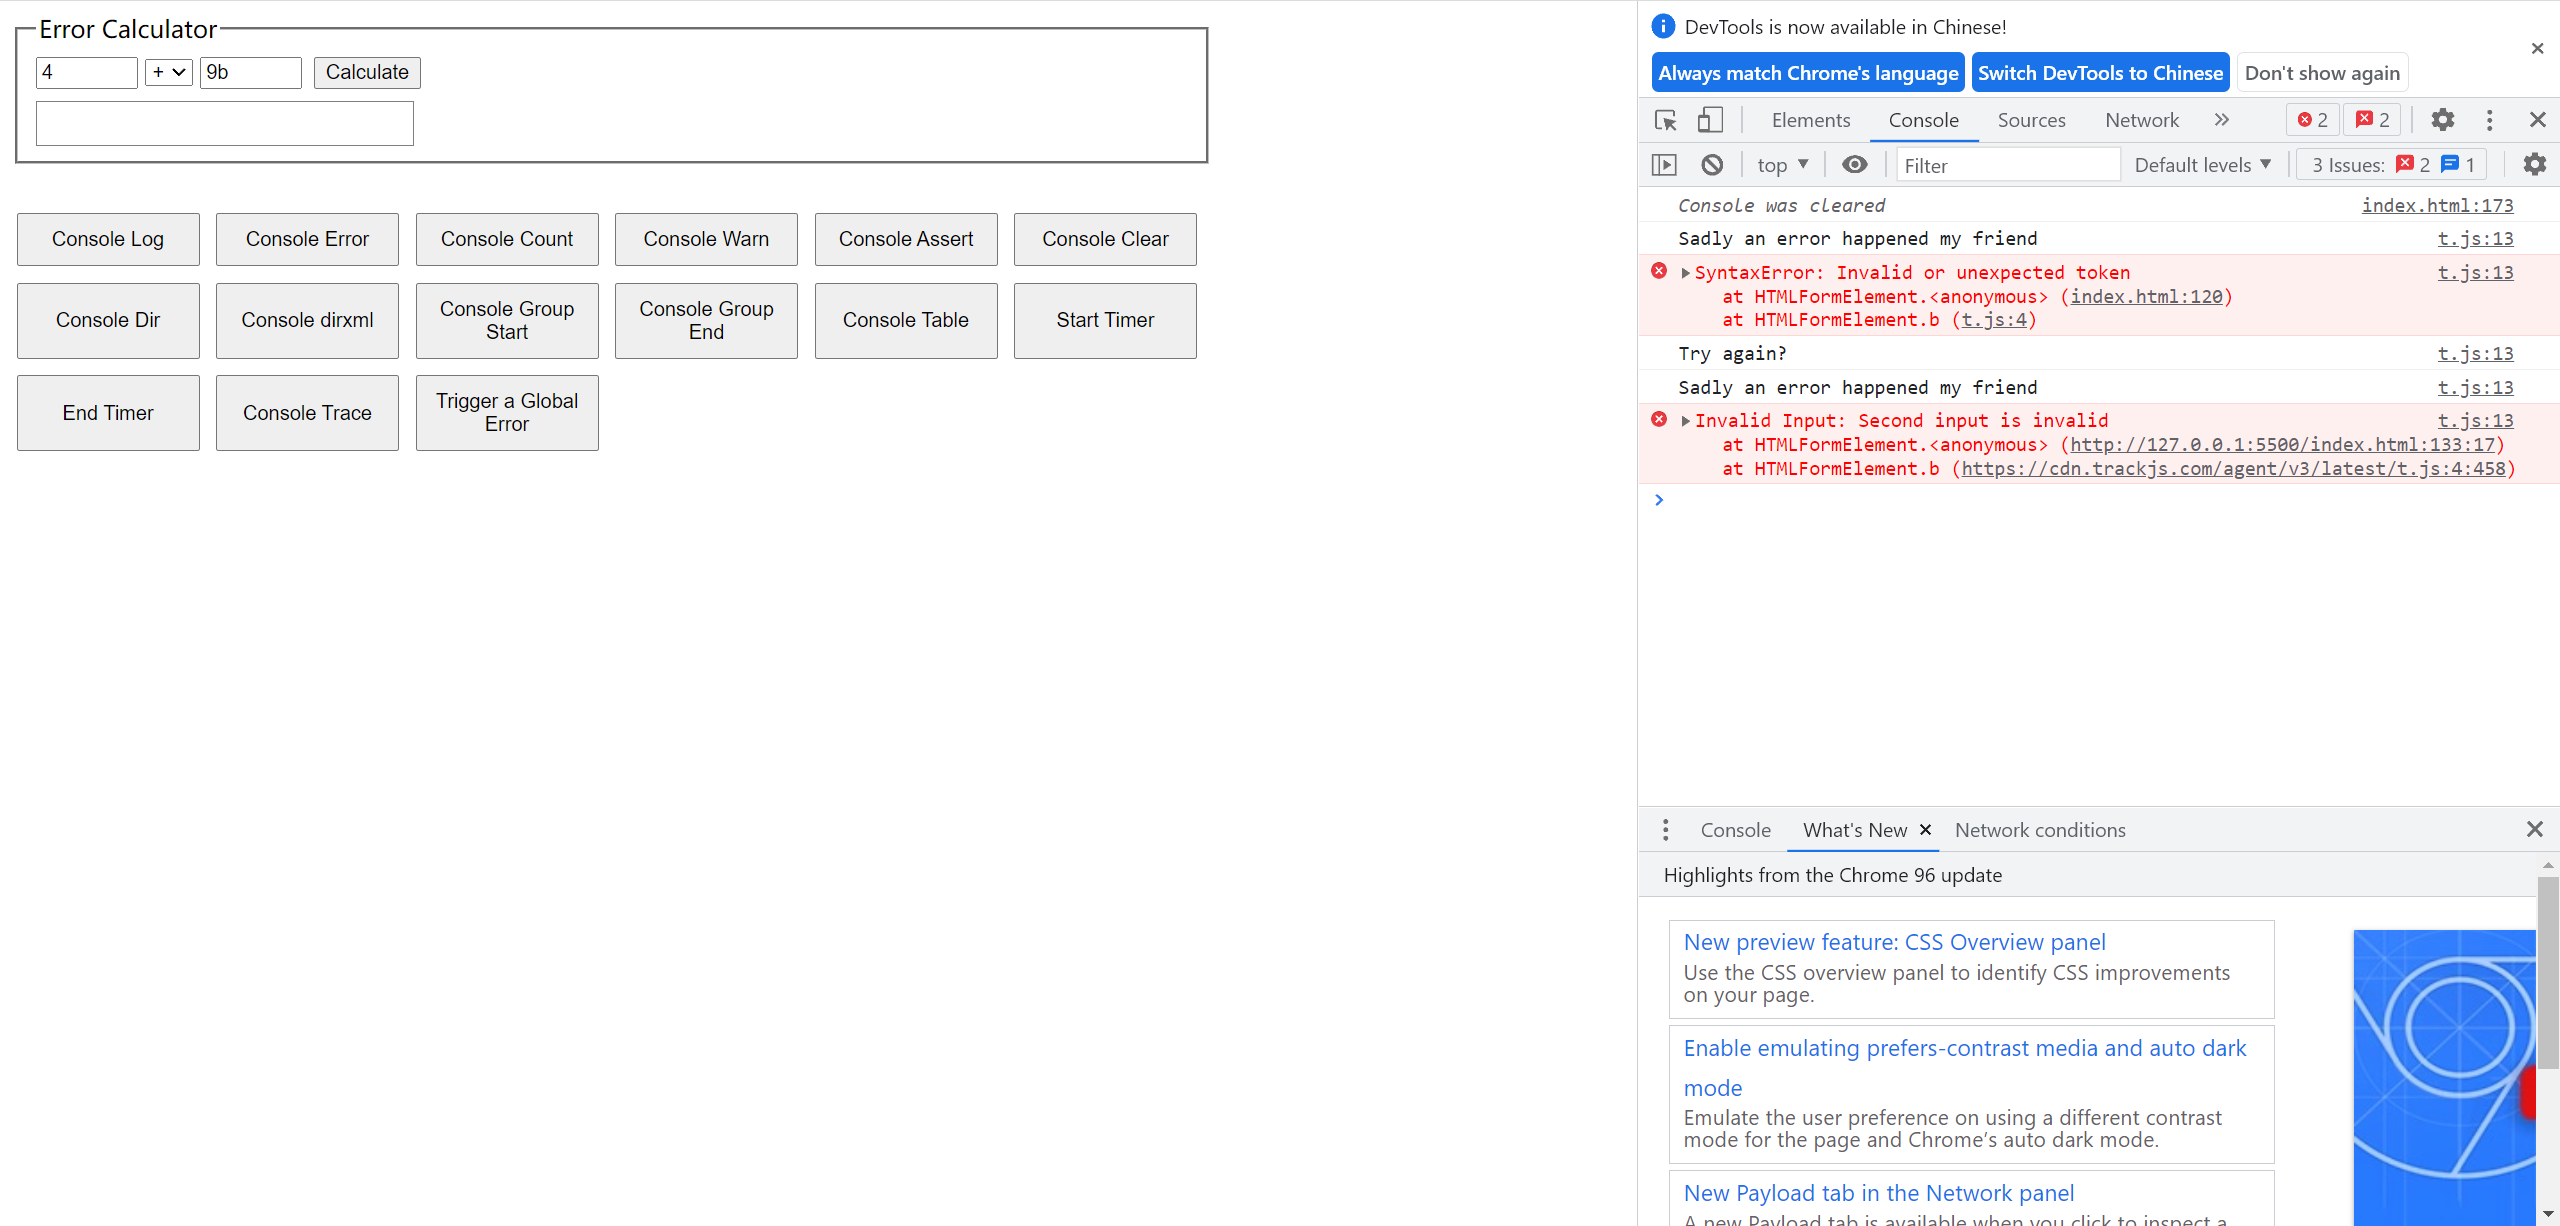 Error Calculator
4 + 9b Calculate
Console Log Console Error Console Count Console Warn Console Assert Console Clear
Console Dir Console dirxml Console Group Start Console Group End Console Table Start Timer
End Timer Console Trace Trigger a Global Error
DevTools is now available in Chinese!
Always match Chrome's language Switch DevTools to Chinese Don't show again
Elements Console Sources Network 2 2
top Filter Default levels 3 Issues: 2 1
Console was cleared index.html:173
Sadly an error happened my friend t.js:13
SyntaxError: Invalid or unexpected token t.js:13
at HTMLFormElement.<anonymous> (index.html:120)
at HTMLFormElement.b (t.js:4)
Try again? t.js:13
Sadly an error happened my friend t.js:13
Invalid Input: Second input is invalid t.js:13
at HTMLFormElement.<anonymous> (http://127.0.0.1:5500/index.html:133:17)
at HTMLFormElement.b (https://cdn.trackjs.com/agent/v3/latest/t.js:4:458)
Console What's New Network conditions
Highlights from the Chrome 96 update
New preview feature: CSS Overview panel
Use the CSS overview panel to identify CSS improvements
on your page.
Enable emulating prefers-contrast media and auto dark
mode
Emulate the user preference on using a different contrast
mode for the page and Chrome’s auto dark mode.
New Payload tab in the Network panel
A new Payload tab is available when you click to inspect a